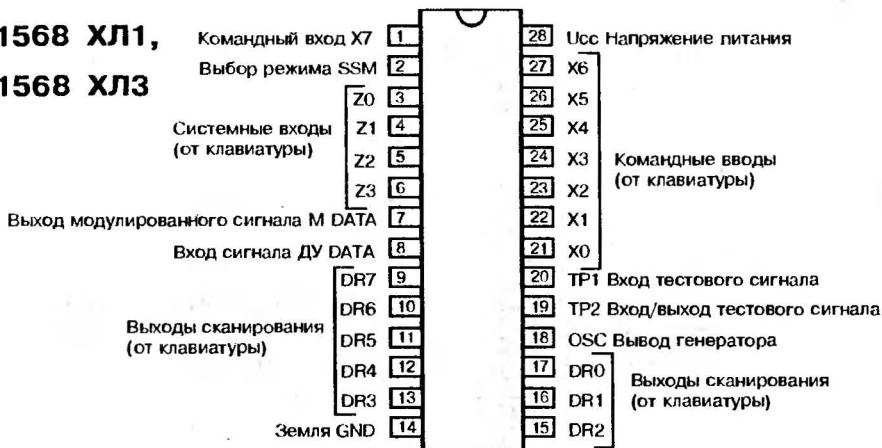 1568 ХЛ1,
1568 ХЛ3
Командный вход X7 1
Выбор режима SSM 2
Z0 3
Системные входы
(от клавиатуры)
Z1 4
Z2 5
Z3 6
Выход модулированного сигнала M DATA 7
Вход сигнала ДУ DATA 8
DR7 9
DR6 10
Выходы сканирования
(от клавиатуры)
DR5 11
DR4 12
DR3 13
Земля GND 14
28 Ucc Напряжение питания
27 X6
26 X5
25 X4
24 X3
Командные вводы
(от клавиатуры)
23 X2
22 X1
21 X0
20 TP1 Вход тестового сигнала
19 TP2 Вход/выход тестового сигнала
18 OSC Вывод генератора
17 DR0
Выходы сканирования
(от клавиатуры)
16 DR1
15 DR2